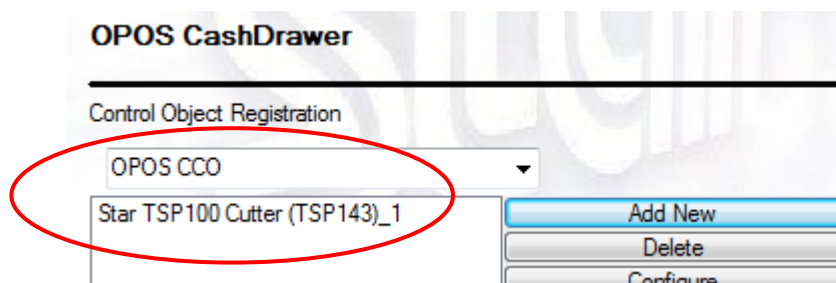 OPOS CashDrawer
Control Object Registration
OPOS CCO
Star TSP100 Cutter (TSP143)_1
Add New
Delete
Configure